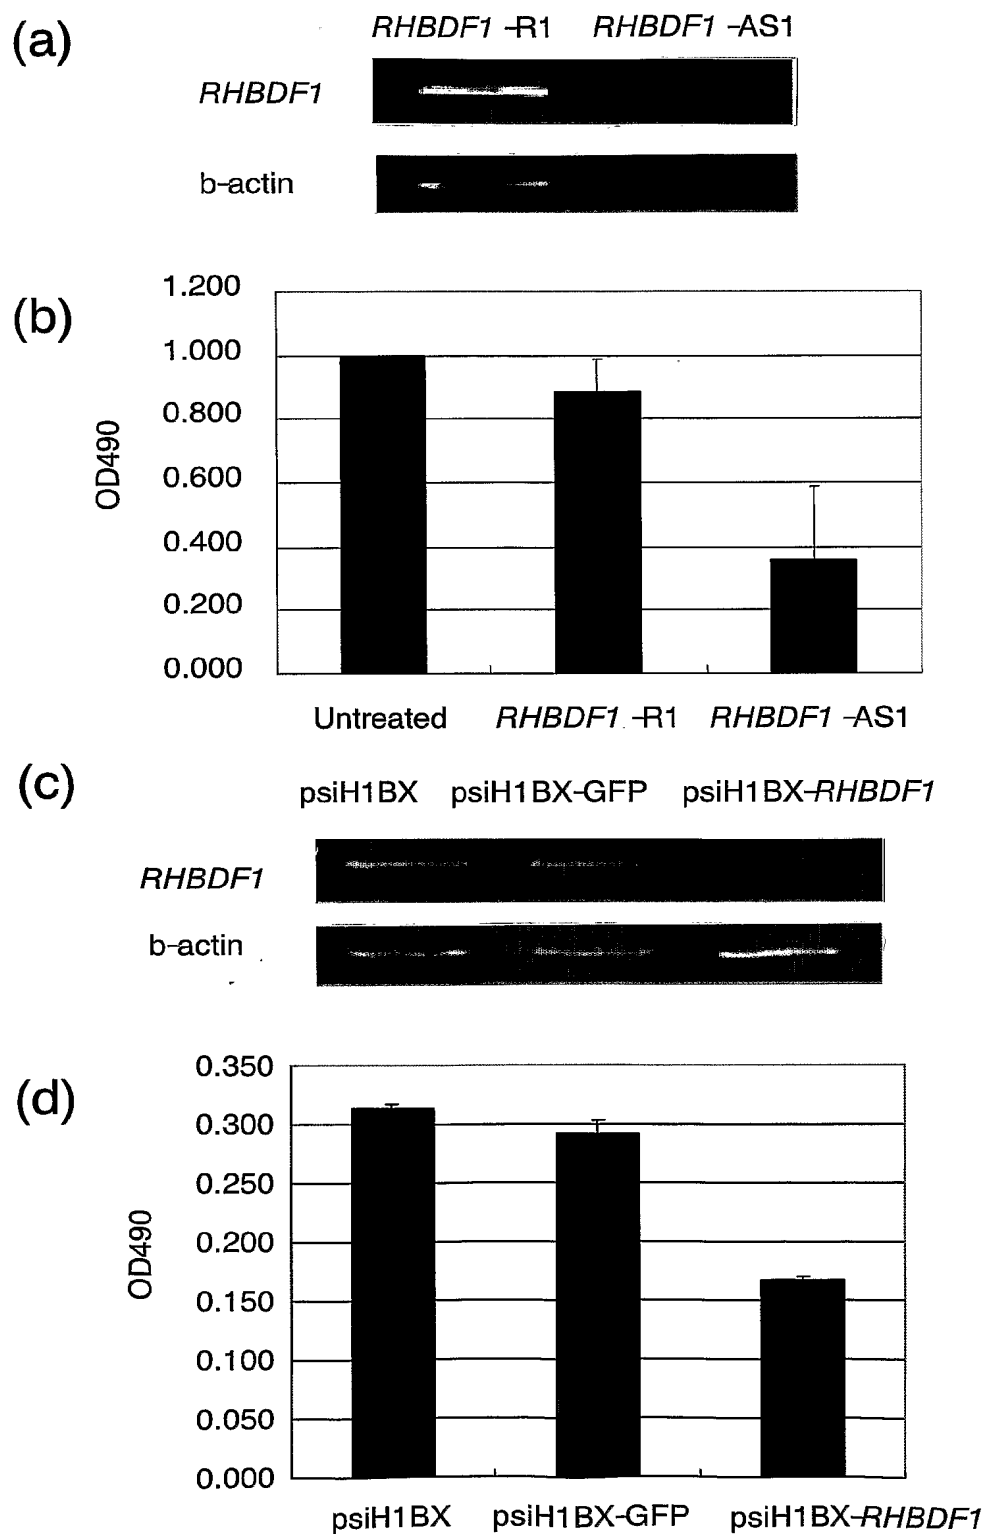 (a)
RHBDF1 -R1 RHBDF1 -AS1
RHBDF1
b-actin
(b)
1.200
1.000
0.800
0.600
0.400
0.200
0.000
OD490
Untreated RHBDF1 -R1 RHBDF1 -AS1
(c)
psiH1BX psiH1BX-GFP psiH1BX-RHBDF1
RHBDF1
b-actin
(d)
0.350
0.300
0.250
0.200
0.150
0.100
0.050
0.000
OD490
psiH1BX psiH1BX-GFP psiH1BX-RHBDF1